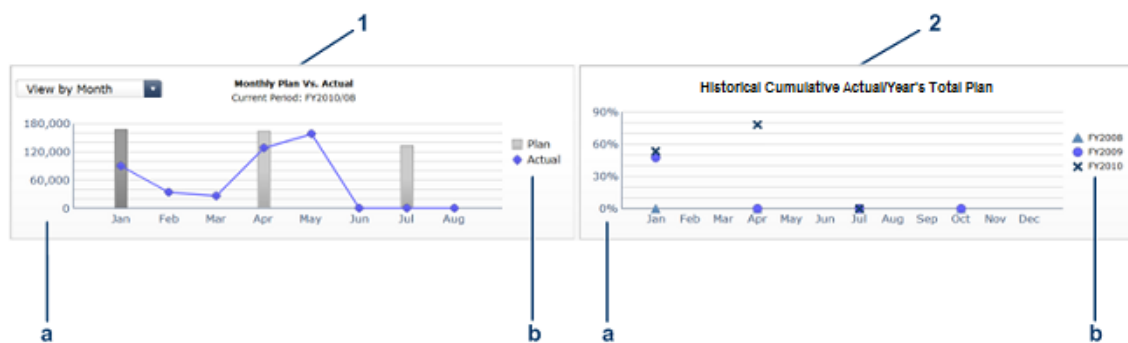 1
2
View by Month
Monthly Plan Vs. Actual
Current Period: FY2010/08
180,000
120,000
60,000
0
Jan Feb Mar Apr May Jun Jul Aug
Plan
Actual
Historical Cumulative Actual/Year's Total Plan
90%
60%
30%
0%
Jan Feb Mar Apr May Jun Jul Aug Sep Oct Nov Dec
FY2008
FY2009
FY2010
a
b
a
b